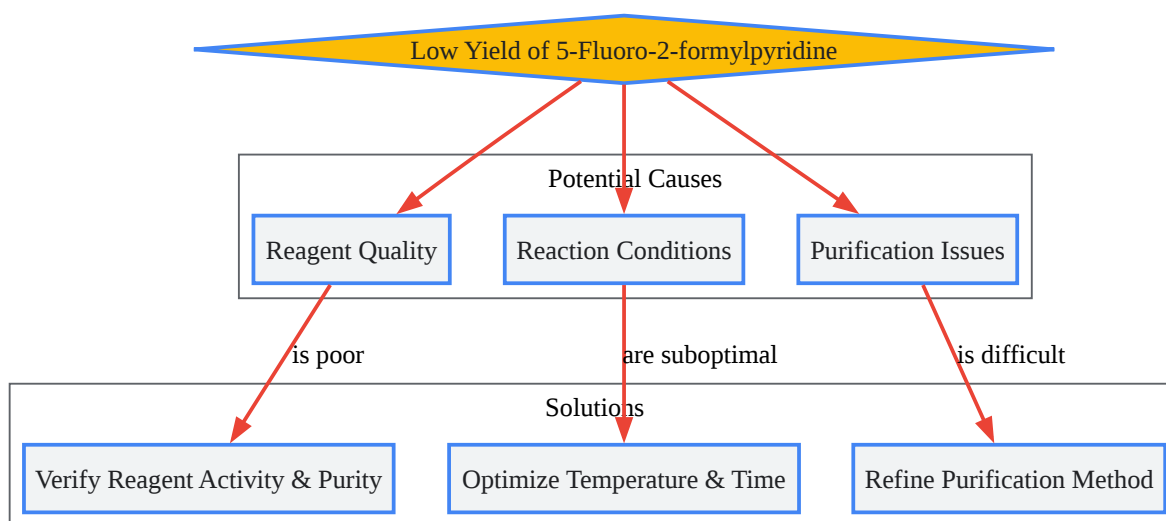 Low Yield of 5-Fluoro-2-formylpyridine
Potential Causes
Reagent Quality
Reaction Conditions
Purification Issues
is poor
are suboptimal
is difficult
Solutions
Verify Reagent Activity & Purity
Optimize Temperature & Time
Refine Purification Method